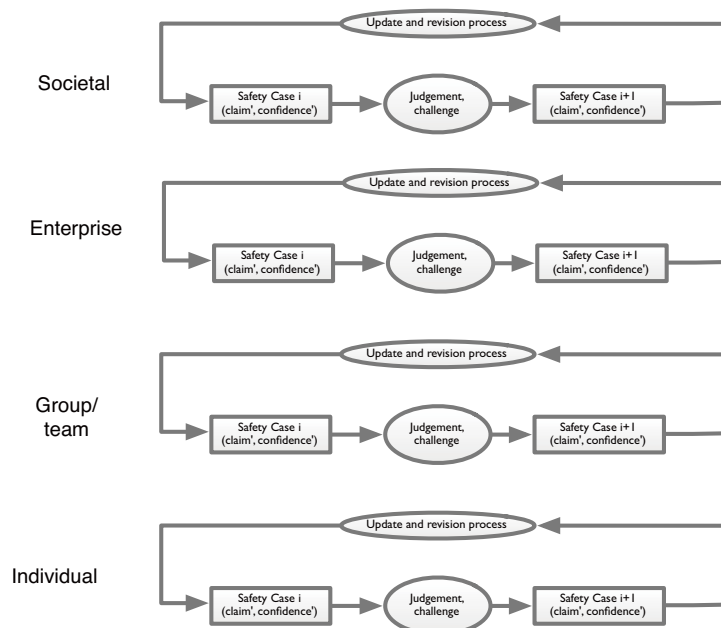 Update and revision process
Societal
Safety Case i
(claim', confidence')
Judgement,
challenge
Safety Case i+1
(claim', confidence')
Update and revision process
Enterprise
Safety Case i
(claim', confidence')
Judgement,
challenge
Safety Case i+1
(claim', confidence')
Update and revision process
Group/
team
Safety Case i
(claim', confidence')
Judgement,
challenge
Safety Case i+1
(claim', confidence')
Update and revision process
Individual
Safety Case i
(claim', confidence')
Judgement,
challenge
Safety Case i+1
(claim', confidence')